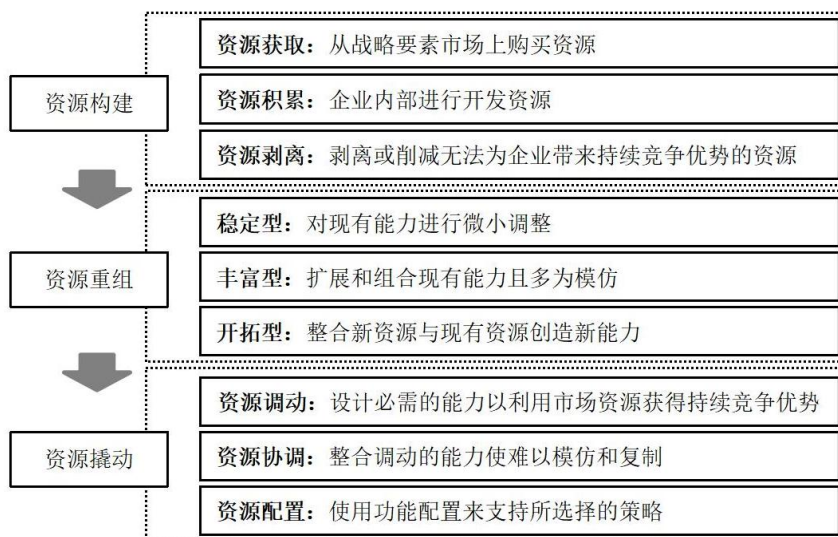 资源构建
资源获取：从战略要素市场上购买资源
资源积累：企业内部进行开发资源
资源剥离：剥离或削减无法为企业带来持续竞争优势的资源
资源重组
稳定型：对现有能力进行微小调整
丰富型：扩展和组合现有能力且多为模仿
开拓型：整合新资源与现有资源创造新能力
资源撬动
资源调动：设计必需的能力以利用市场资源获得持续竞争优势
资源协调：整合调动的能力使难以模仿和复制
资源配置：使用功能配置来支持所选择的策略